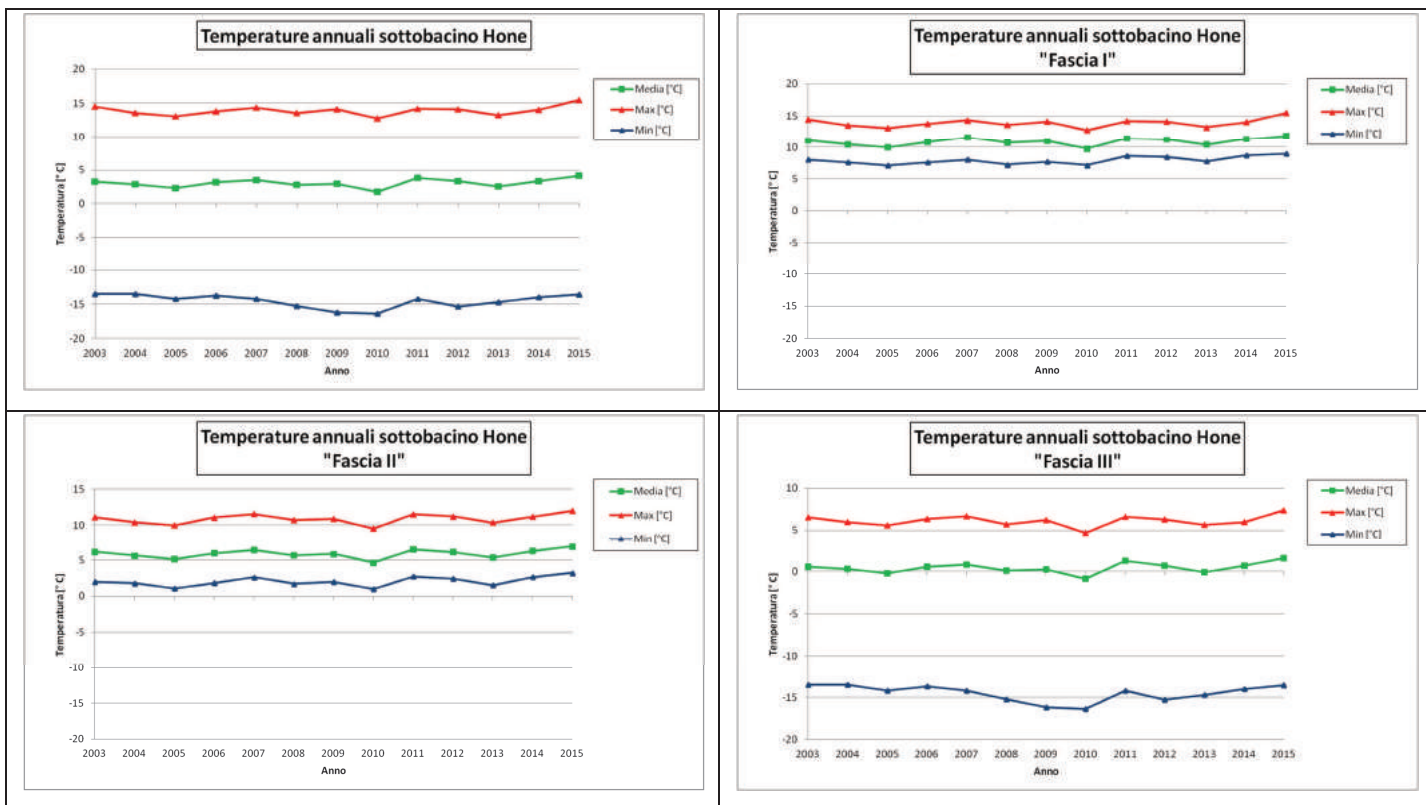 Temperature annuali sottobacino Hone
20
15
10
5
0
-5
-10
-15
-20
Temperatura [° C]
2003 2004 2005 2006 2007 2008 2009 2010 2011 2012 2013 2014 2015
Anno
Media [°C]
Max [°C]
Min [°C]
Temperature annuali sottobacino Hone
"Fascia I"
20
15
10
5
0
-5
-10
-15
-20
Temperatura [° C]
2003 2004 2005 2006 2007 2008 2009 2010 2011 2012 2013 2014 2015
Anno
Media [°C]
Max [°C]
Min [°C]
Temperature annuali sottobacino Hone
"Fascia II"
15
10
5
0
-5
-10
-15
-20
Temperatura [° C]
2003 2004 2005 2006 2007 2008 2009 2010 2011 2012 2013 2014 2015
Anno
Media [°C]
Max [°C]
Min [°C]
Temperature annuali sottobacino Hone
"Fascia III"
10
5
0
-5
-10
-15
-20
Temperatura [° C]
2003 2004 2005 2006 2007 2008 2009 2010 2011 2012 2013 2014 2015
Anno
Media [°C]
Max [°C]
Min [°C]